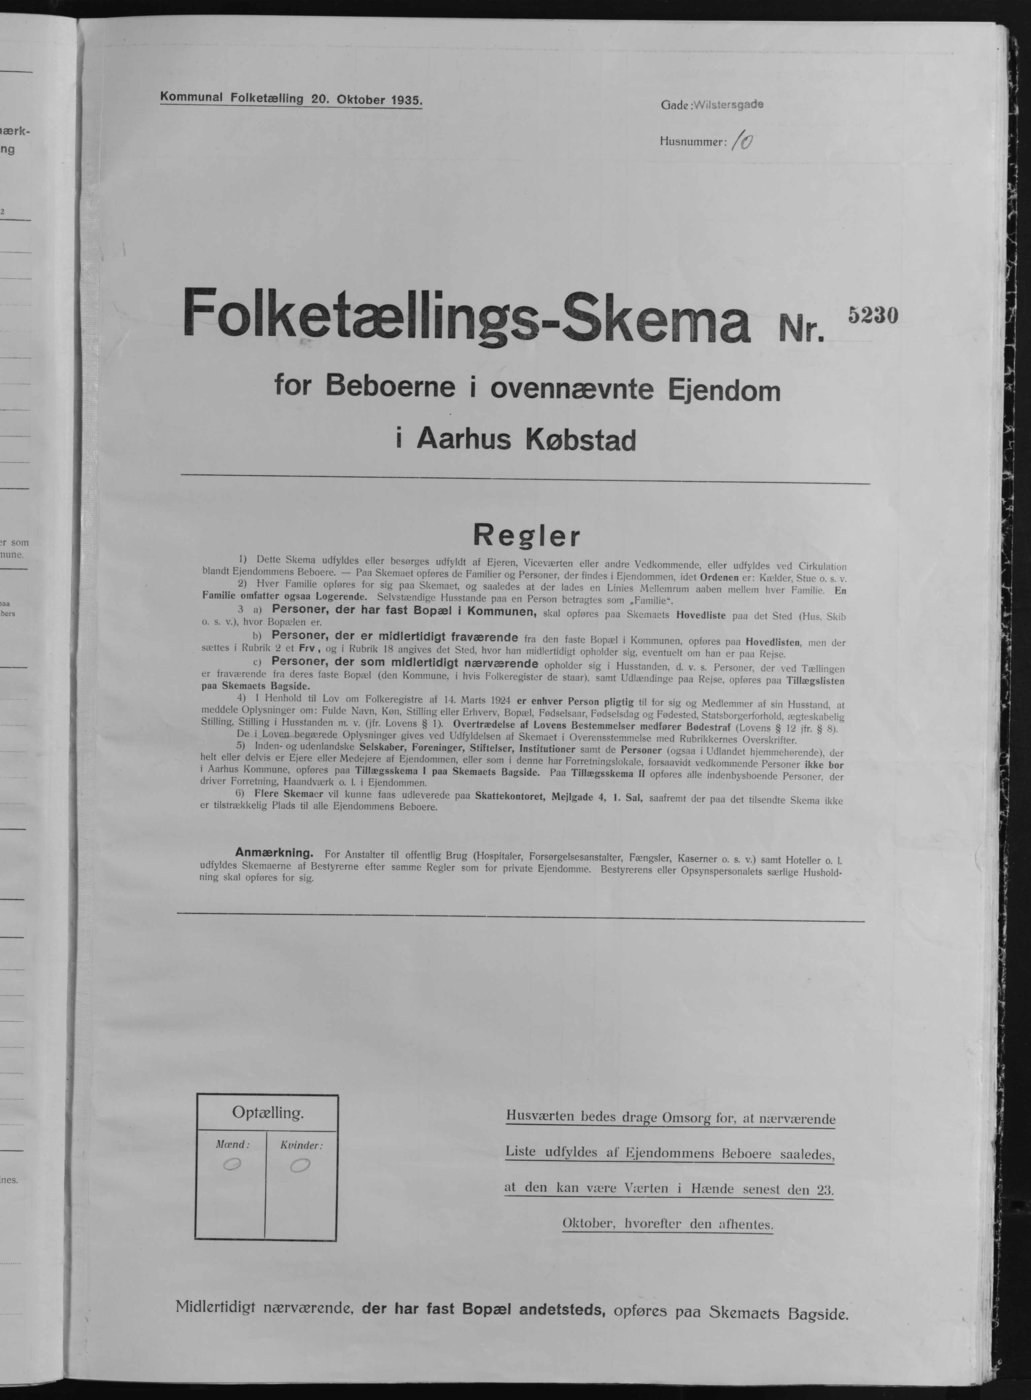 Kommunal Folketælling 20. Oktober 1935.
Gade: Wilstersgade
Husnummer: 10
Folketællings-Skema Nr. 5230
for Beboerne i ovennævnte Ejendom
i Aarhus Købstad
Regler
1) Dette Skema udfyldes eller besørges udfyldt af Ejeren, Viceværten eller andre Vedkommende, eller udfyldes ved Cirkulation
blandt Ejendommens Beboere. — Paa Skemaet opføres de Familier og Personer, der findes i Ejendommen, idet Ordenen er: Kælder, Stue o. s. v.
2) Hver Familie opføres for sig paa Skemaet, og saaledes at der lades en Linies Mellemrum aaben mellem hver Familie. En
Familie omfatter ogsaa Logerende. Selvstændige Husstande paa en Person betragtes som „Familie“.
3 a) Personer, der har fast Bopæl i Kommunen, skal opføres paa Skemaets Hovedliste paa det Sted (Hus, Skib
o. s. v.), hvor Bopælen er.
b) Personer, der er midlertidigt fraværende fra den faste Bopæl i Kommunen, opføres paa Hovedlisten, men der
sættes i Rubrik 2 et Frv, og i Rubrik 18 angives det Sted, hvor han midlertidigt opholder sig, eventuelt om han er paa Rejse.
c) Personer, der som midlertidigt nærværende opholder sig i Husstanden, d. v. s. Personer, der ved Tællingen
er fraværende fra deres faste Bopæl (den Kommune, i hvis Folkeregister de staar), samt Udlændinge paa Rejse, opføres paa Tillægslisten
paa Skemaets Bagside.
4) I Henhold til Lov om Folkeregistre af 14. Marts 1924 er enhver Person pligtig til for sig og Medlemmer af sin Husstand, at
meddele Oplysninger om: Fulde Navn, Køn, Stilling eller Erhverv, Bopæl, Fødselsaar, Fødselsdag og Fødested, Statsborgerforhold, ægteskabelig
Stilling, Stilling i Husstanden m. v. (jfr. Lovens § 1). Overtrædelse af Lovens Bestemmelser medfører Bødestraf (Lovens § 12 jfr. § 8).
De i Loven begærede Oplysninger gives ved Udfyldelsen af Skemaet i Overensstemmelse med Rubrikkernes Overskrifter.
5) Inden- og udenlandske Selskaber, Foreninger, Stiftelser, Institutioner samt de Personer (ogsaa i Udlandet hjemmehørende), der
helt eller delvis er Ejere eller Medejere af Ejendommen, eller som i denne har Forretningslokale, forsaavidt vedkommende Personer ikke bor
i Aarhus Kommune, opføres paa Tillægsskema I paa Skemaets Bagside. Paa Tillægsskema II opføres alle indenbysboende Personer, der
driver Forretning, Haandværk o. l. i Ejendommen.
6) Flere Skemaer vil kunne faas udleverede paa Skattekontoret, Mejlgade 4, 1. Sal, saafremt der paa det tilsendte Skema ikke
er tilstrækkelig Plads til alle Ejendommens Beboere.
Anmærkning. For Anstalter til offentlig Brug (Hospitaler, Forsørgelsesanstalter, Fængsler, Kaserner o. s. v.) samt Hoteller o. l.
udfyldes Skemaerne af Bestyrerne efter samme Regler som for private Ejendomme. Bestyrerens eller Opsynspersonalets særlige Hushold-
ning skal opføres for sig.
Optælling.
Mænd: Kvinder:
0 0
Husværten bedes drage Omsorg for, at nærværende
Liste udfyldes af Ejendommens Beboere saaledes,
at den kan være Værten i Hænde senest den 23.
Oktober, hvorefter den afhentes.
Midlertidigt nærværende, der har fast Bopæl andetsteds, opføres paa Skemaets Bagside.